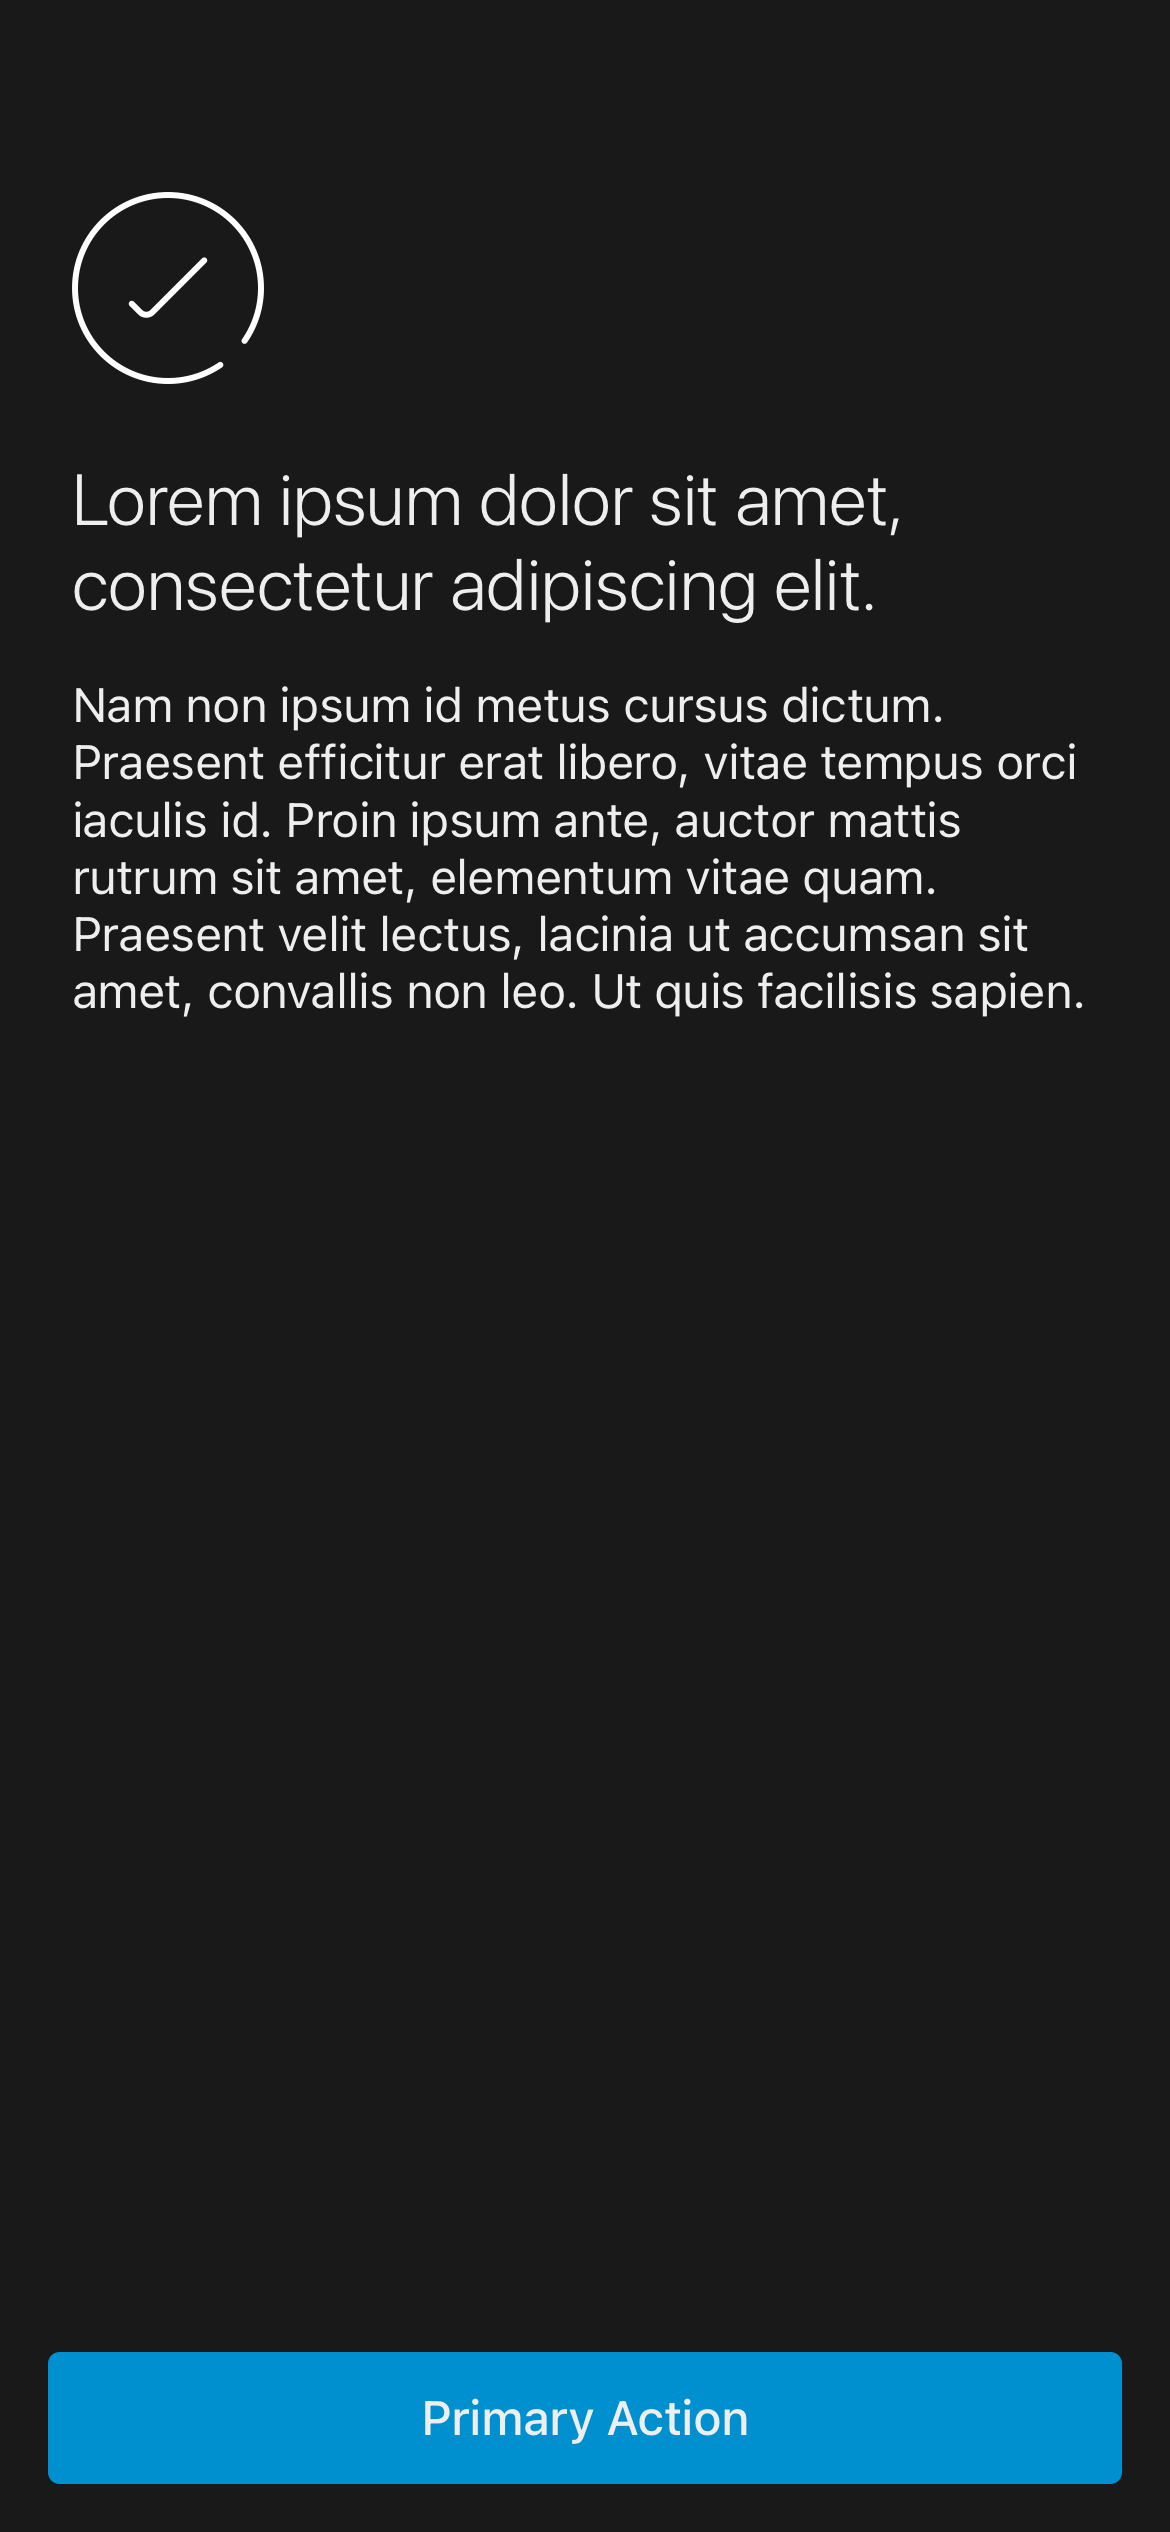 Lorem ipsum dolor sit amet,
consectetur adipiscing elit.
Nam non ipsum id metus cursus dictum.
Praesent efficitur erat libero, vitae tempus orci
iaculis id. Proin ipsum ante, auctor mattis
rutrum sit amet, elementum vitae quam.
Praesent velit lectus, lacinia ut accumsan sit
amet, convallis non leo. Ut quis facilisis sapien.
Primary Action